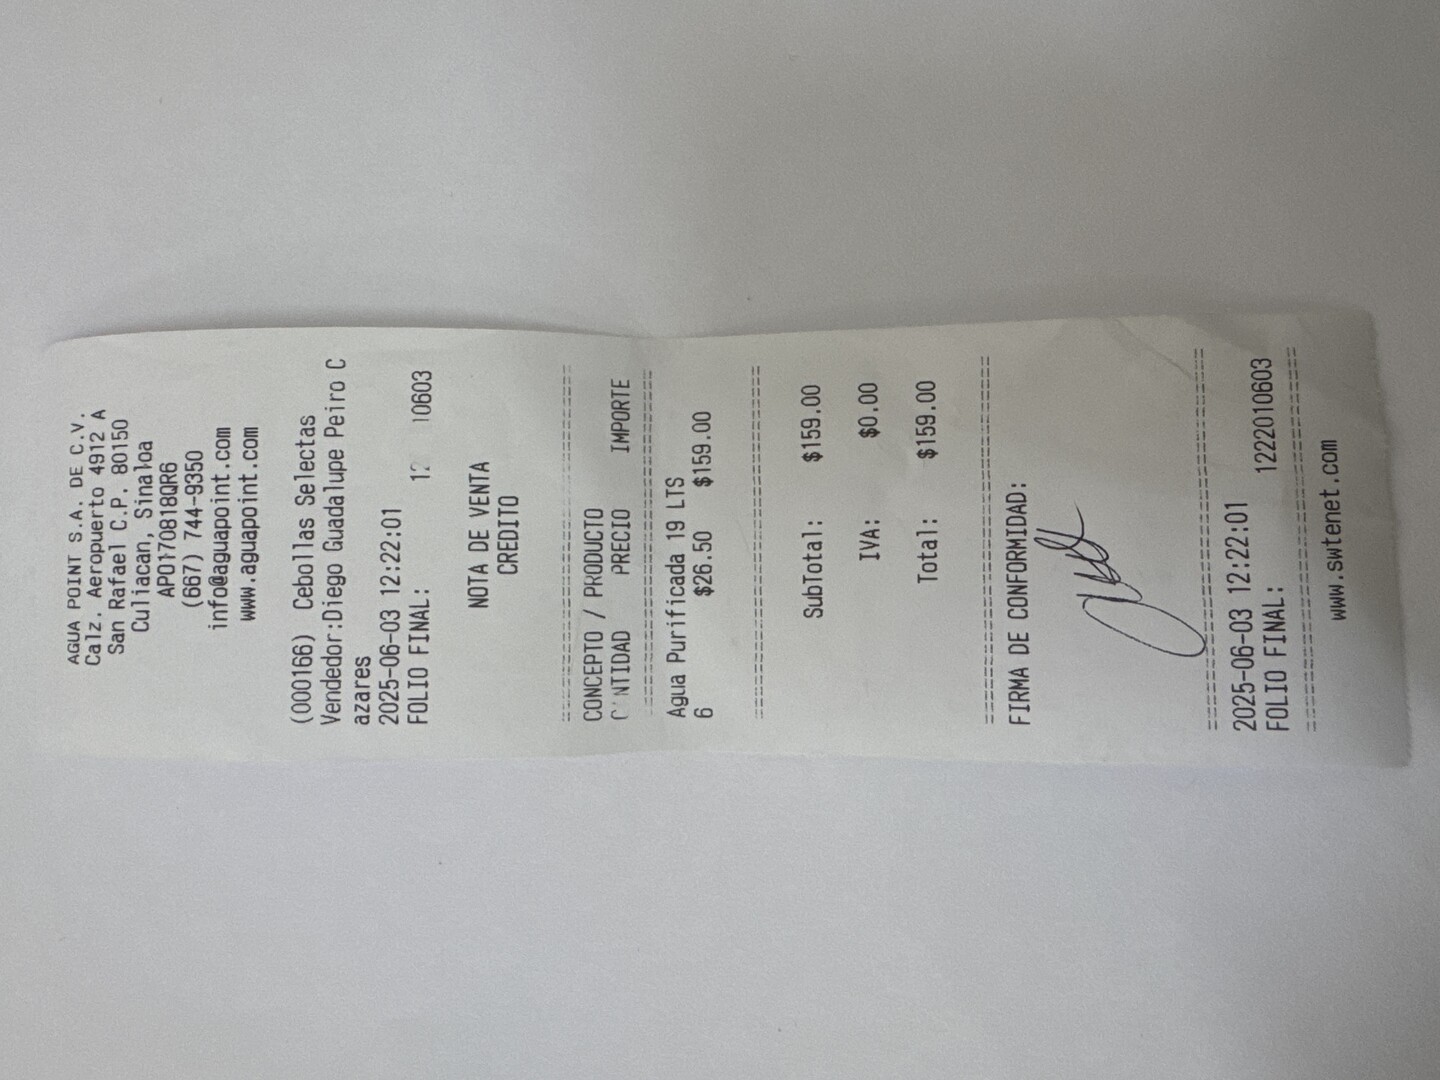 AGUA POINT S.A. DE C.V.
Calz. Aeropuerto 4912 A
San Rafael C.P. 80150
Culiacan, Sinaloa
APO170818QR6
(667) 744-9350
info@aguapoint.com
www.aguapoint.com
(000166) Cebollas Selectas
Vendedor:Diego Guadalupe Peiro C
azares
2025-06-03 12:22:01
FOLIO FINAL: 12 10603
NOTA DE VENTA
CREDITO
================================
CONCEPTO / PRODUCTO
PRECIO IMPORTE
================================
Agua Purificada 19 LTS
6 $26.50 $159.00
================================
SubTotal: $159.00
IVA: $0.00
Total: $159.00
================================
FIRMA DE CONFORMIDAD:
================================
2025-06-03 12:22:01
FOLIO FINAL: 1222010603
================================
www.swtenet.com